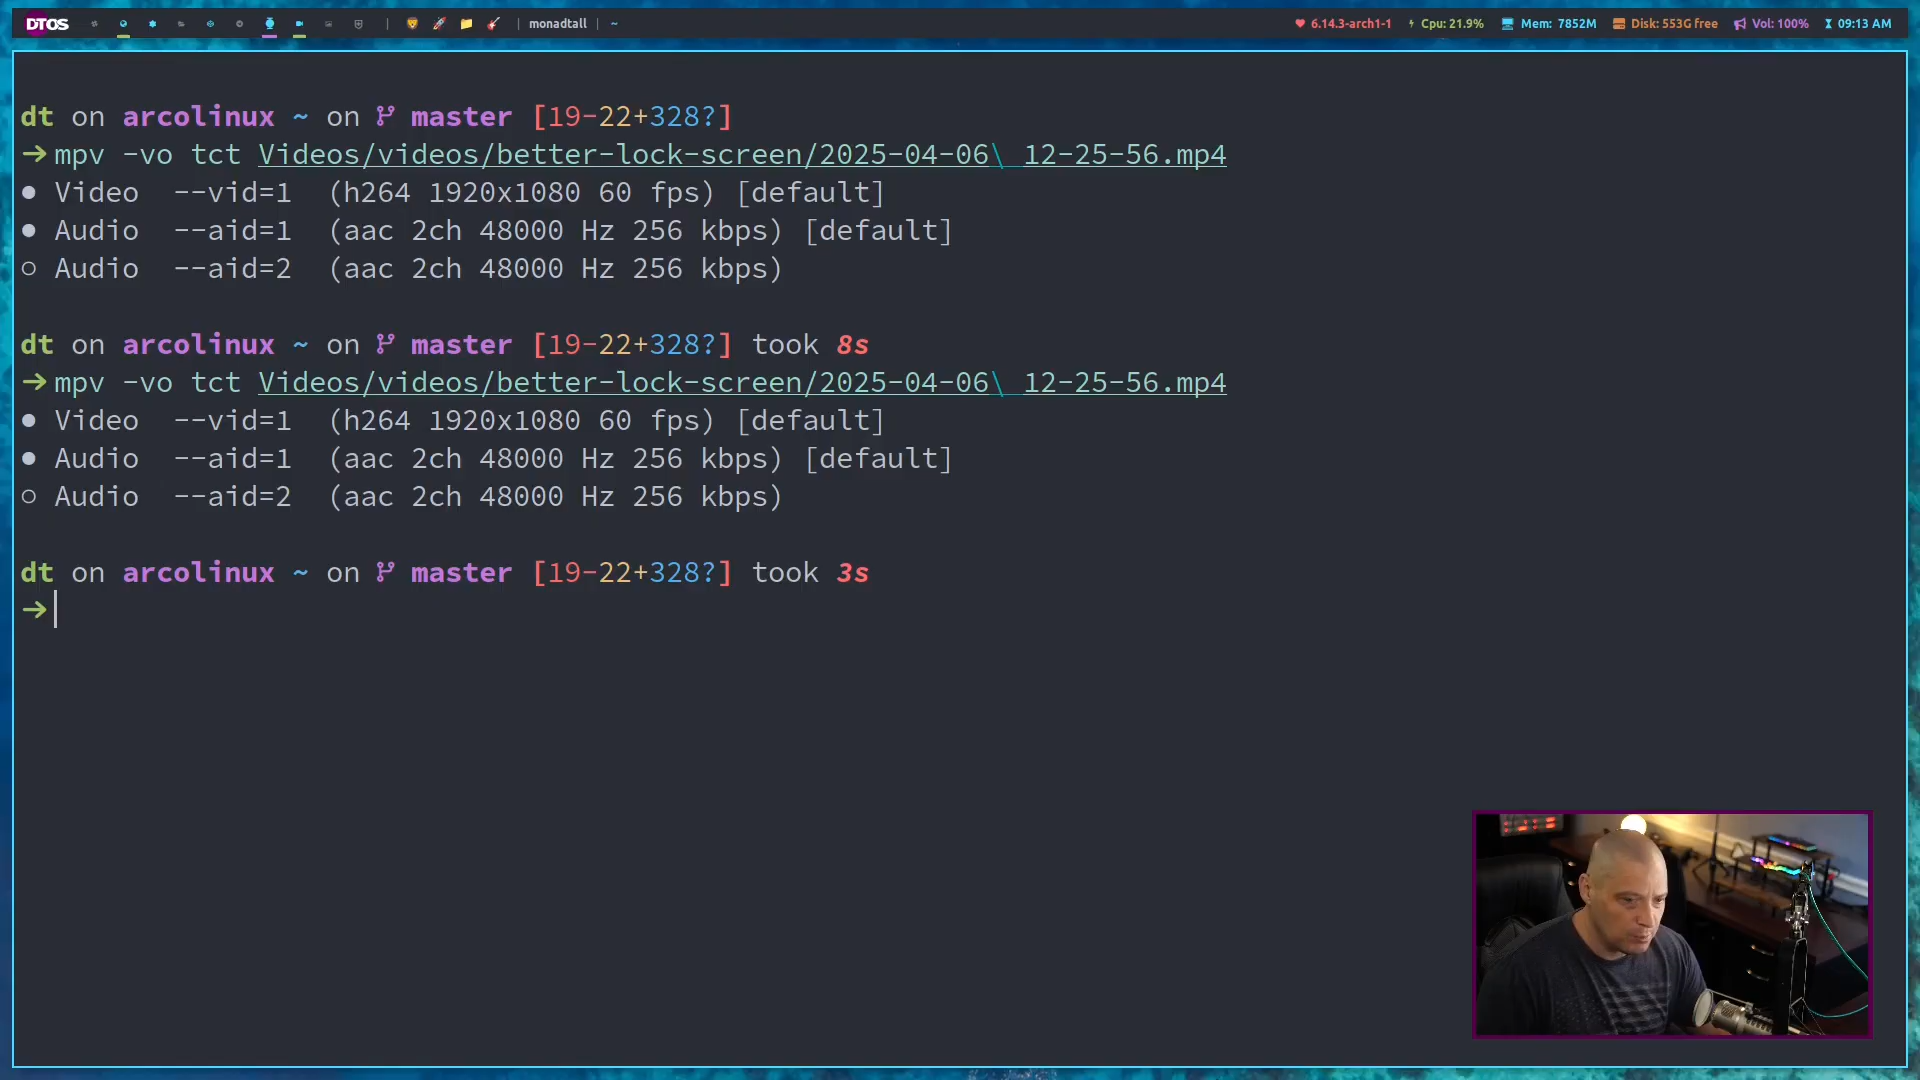 DTOS | monadtall | ~ 6.14.3-arch1-1 Cpu: 21.9% Mem: 7852M Disk: 553G free Vol: 100% 09:13 AM
dt on arcolinux ~ on master [19-22+328?]
→mpv -vo tct Videos/videos/better-lock-screen/2025-04-06\ 12-25-56.mp4
● Video --vid=1 (h264 1920x1080 60 fps) [default]
● Audio --aid=1 (aac 2ch 48000 Hz 256 kbps) [default]
○ Audio --aid=2 (aac 2ch 48000 Hz 256 kbps)
dt on arcolinux ~ on master [19-22+328?] took 8s
→mpv -vo tct Videos/videos/better-lock-screen/2025-04-06\ 12-25-56.mp4
● Video --vid=1 (h264 1920x1080 60 fps) [default]
● Audio --aid=1 (aac 2ch 48000 Hz 256 kbps) [default]
○ Audio --aid=2 (aac 2ch 48000 Hz 256 kbps)
dt on arcolinux ~ on master [19-22+328?] took 3s
→